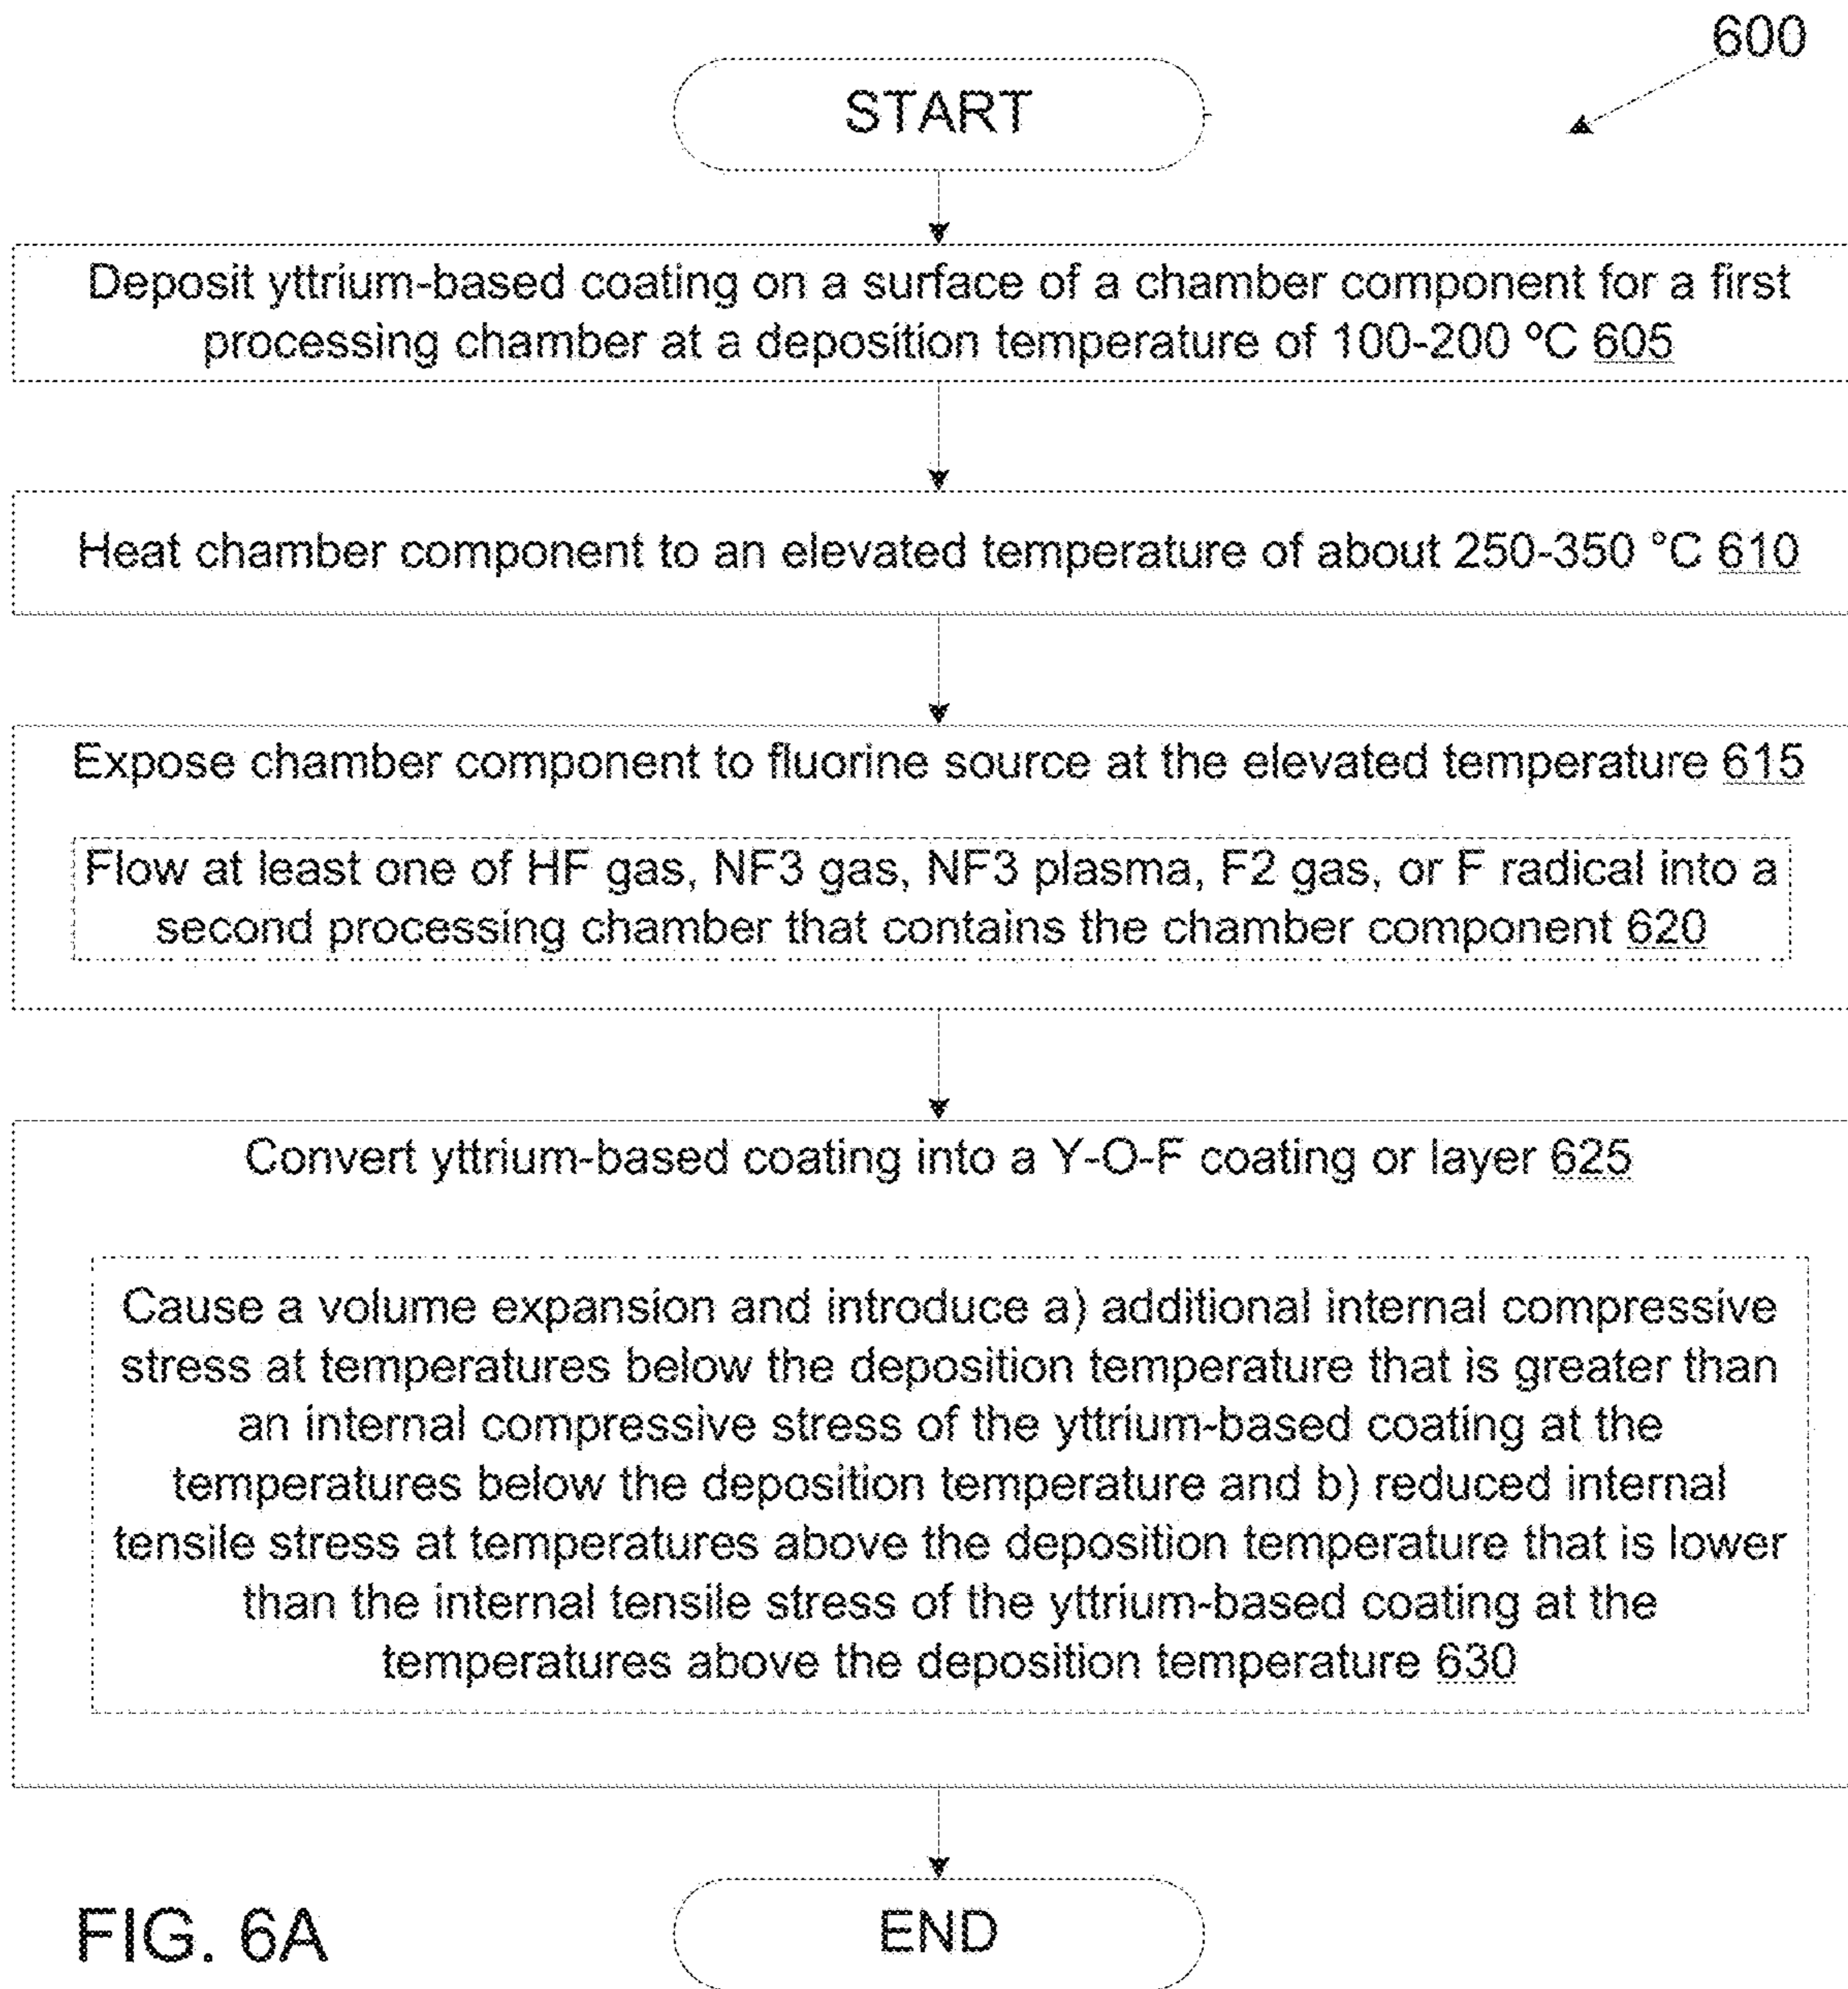 600
START
Deposit yttrium-based coating on a surface of a chamber component for a first
processing chamber at a deposition temperature of 100-200 ºC 605
Heat chamber component to an elevated temperature of about 250-350 °C 610
Expose chamber component to fluorine source at the elevated temperature 615
Flow at least one of HF gas, NF3 gas, NF3 plasma, F2 gas, or F radical into a
second processing chamber that contains the chamber component 620
Convert yttrium-based coating into a Y-O-F coating or layer 625
Cause a volume expansion and introduce a) additional internal compressive
stress at temperatures below the deposition temperature that is greater than
an internal compressive stress of the yttrium-based coating at the
temperatures below the deposition temperature and b) reduced internal
tensile stress at temperatures above the deposition temperature that is lower
than the internal tensile stress of the yttrium-based coating at the
temperatures above the deposition temperature 630
END
FIG. 6A